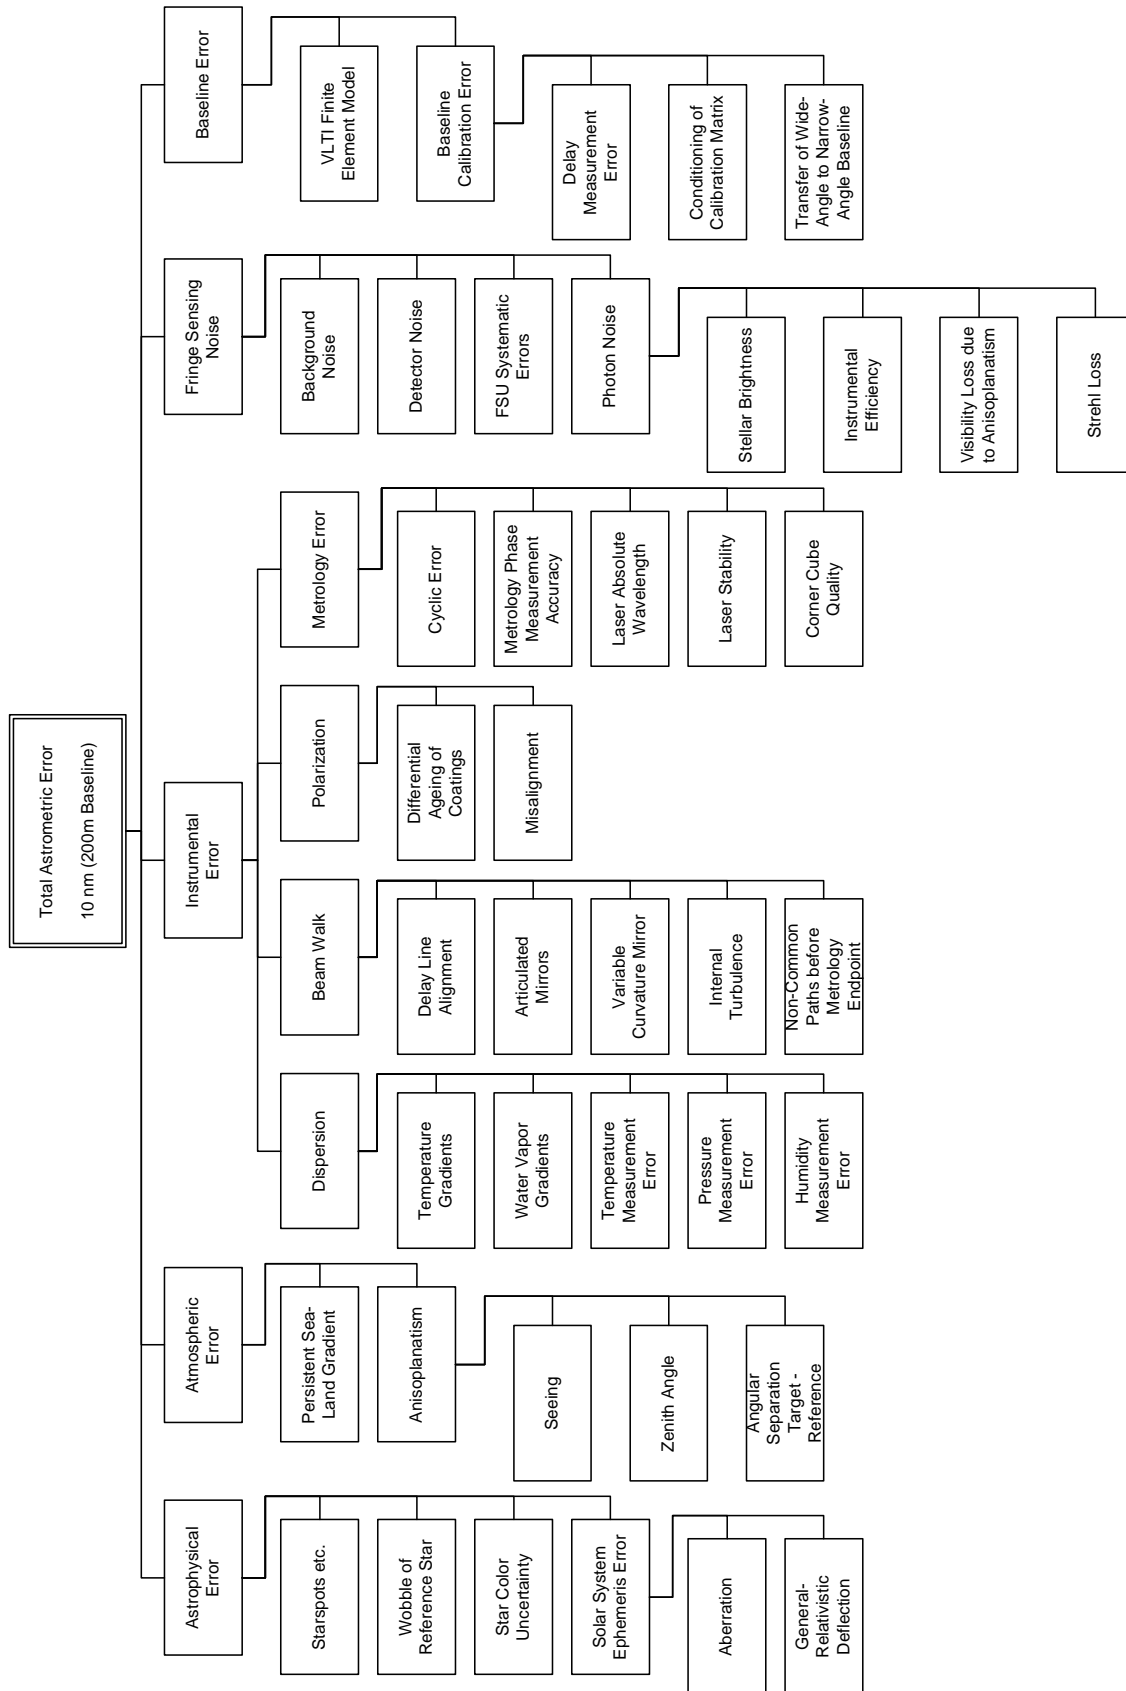 Total Astrometric Error
10 nm (200m Baseline)
Astrophysical
Error
Starspots etc.
Wobble of
Reference Star
Star Color
Uncertainty
Solar System
Ephemeris Error
Aberration
General-
Relativistic
Deflection
Atmospheric
Error
Persistent Sea-
Land Gradient
Anisoplanatism
Seeing
Zenith Angle
Angular
Separation
Target -
Reference
Instrumental
Error
Dispersion
Temperature
Gradients
Water Vapor
Gradients
Temperature
Measurement
Error
Pressure
Measurement
Error
Humidity
Measurement
Error
Beam Walk
Delay Line
Alignment
Articulated
Mirrors
Variable
Curvature Mirror
Internal
Turbulence
Non-Common
Paths before
Metrology
Endpoint
Polarization
Differential
Ageing of
Coatings
Misalignment
Metrology Error
Cyclic Error
Metrology Phase
Measurement
Accuracy
Laser Absolute
Wavelength
Laser Stability
Corner Cube
Quality
Fringe Sensing
Noise
Background
Noise
Detector Noise
FSU Systematic
Errors
Photon Noise
Stellar Brightness
Instrumental
Efficiency
Visibility Loss due
to Anisoplanatism
Strehl Loss
Baseline Error
VLTI Finite
Element Model
Baseline
Calibration Error
Delay
Measurement
Error
Conditioning of
Calibration Matrix
Transfer of Wide-
Angle to Narrow-
Angle Baseline